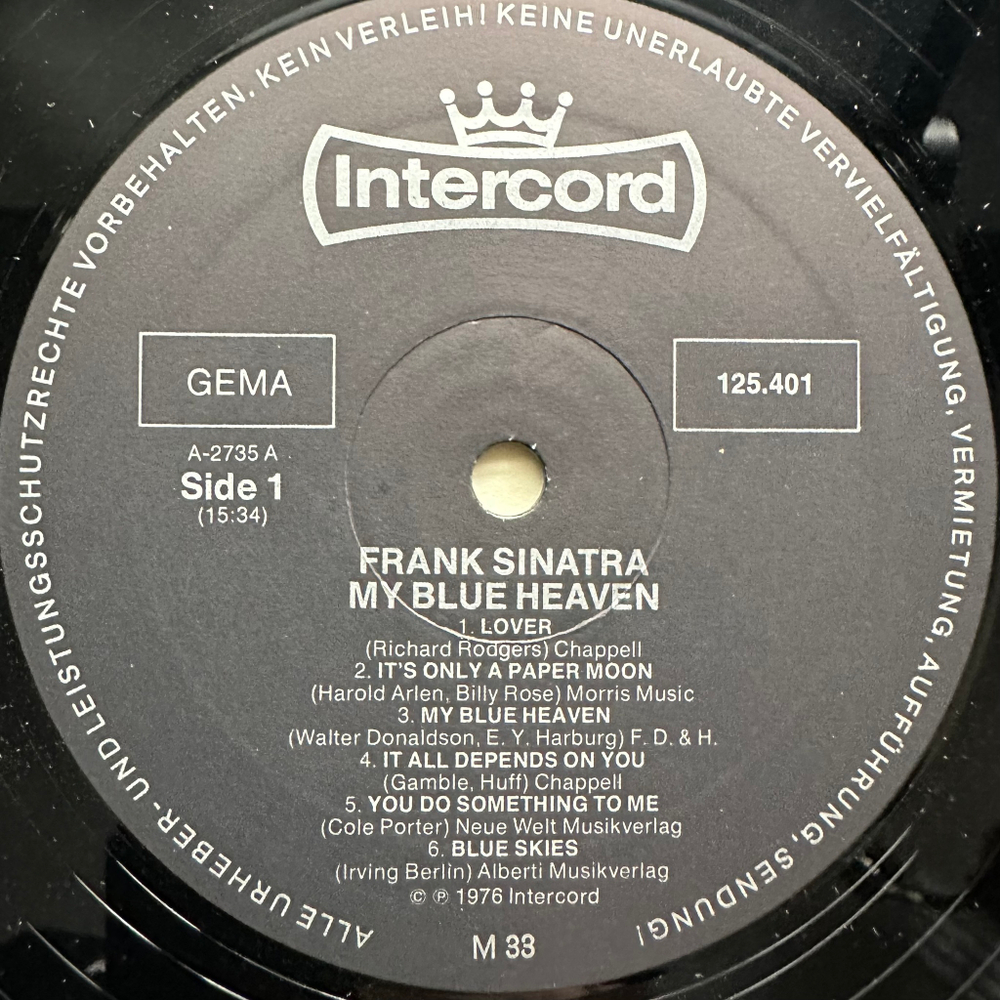 ALLE URHEBER- UND LEISTUNGSSCHUTZRECHTE VORBEHALTEN. KEIN VERLEIH! KEINE UNERLAUBTE VERVIELFÄLTIGUNG, VERMIETUNG, AUFFÜHRUNG, SENDUNG!
Intercord
GEMA
125.401
A-2735 A
Side 1
(15:34)
FRANK SINATRA
MY BLUE HEAVEN
1. LOVER
(Richard Rodgers) Chappell
2. IT'S ONLY A PAPER MOON
(Harold Arlen, Billy Rose) Morris Music
3. MY BLUE HEAVEN
(Walter Donaldson, E. Y. Harburg) F. D. & H.
4. IT ALL DEPENDS ON YOU
(Gamble, Huff) Chappell
5. YOU DO SOMETHING TO ME
(Cole Porter) Neue Welt Musikverlag
6. BLUE SKIES
(Irving Berlin) Alberti Musikverlag
© ℗ 1976 Intercord
M 33